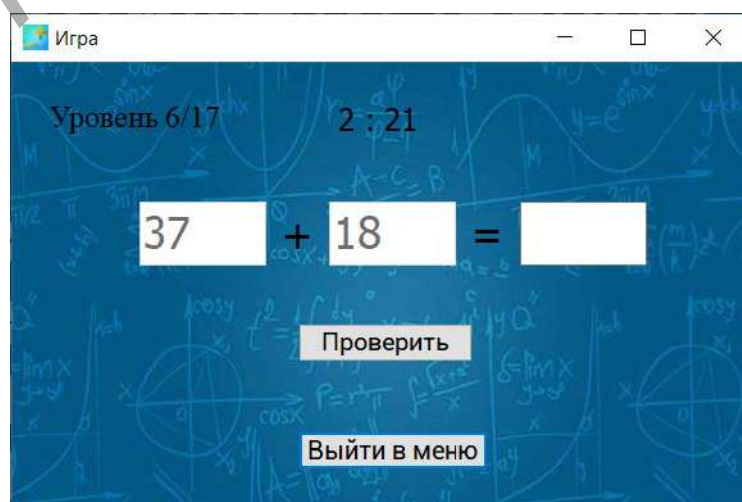 Игра
Уровень 6/17 2 : 21
37 + 18 =
Проверить
Выйти в меню